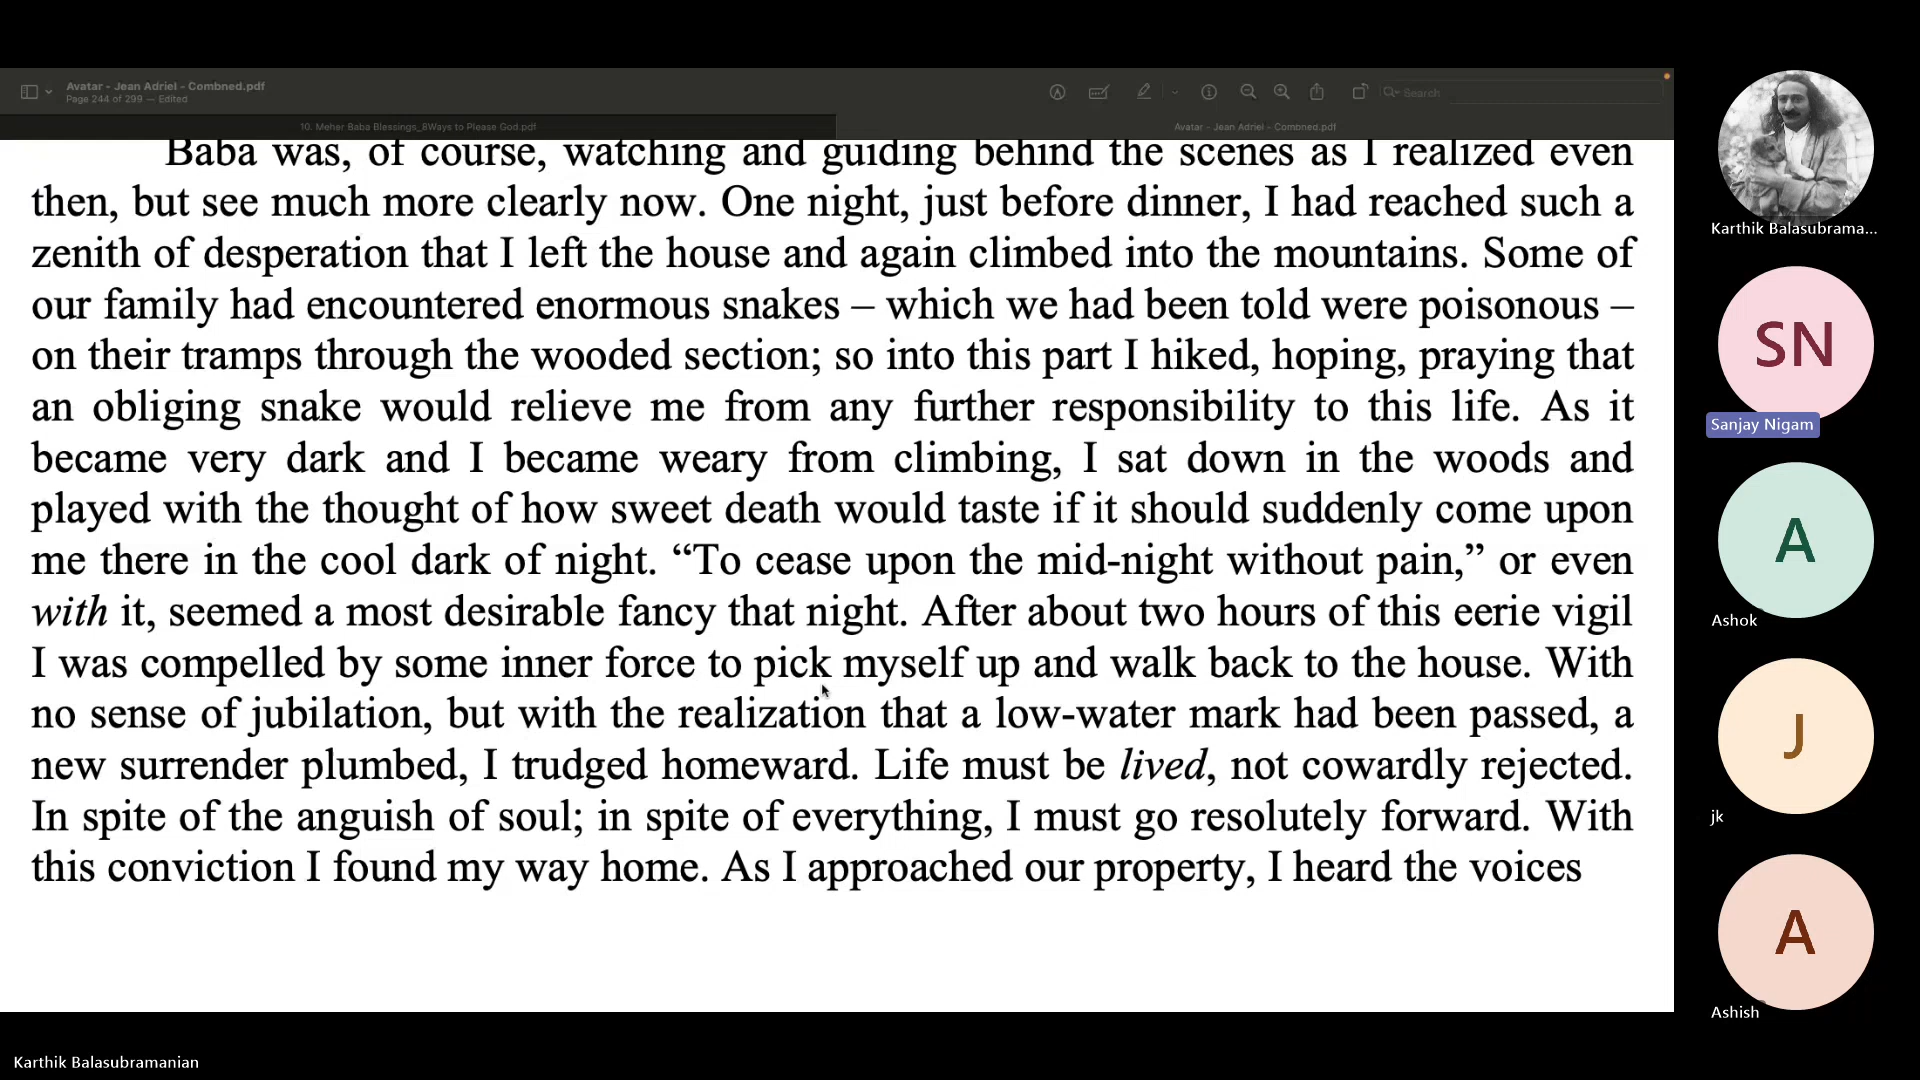 Avatar - Jean Adriel - Combned.pdf
Page 244 of 299 — Edited
Search
10. Meher Baba Blessings_8Ways to Please God.pdf
Avatar - Jean Adriel - Combned.pdf
Baba was, of course, watching and guiding behind the scenes as I realized even
then, but see much more clearly now. One night, just before dinner, I had reached such a
zenith of desperation that I left the house and again climbed into the mountains. Some of
our family had encountered enormous snakes – which we had been told were poisonous –
on their tramps through the wooded section; so into this part I hiked, hoping, praying that
an obliging snake would relieve me from any further responsibility to this life. As it
became very dark and I became weary from climbing, I sat down in the woods and
played with the thought of how sweet death would taste if it should suddenly come upon
me there in the cool dark of night. “To cease upon the mid-night without pain,” or even
with it, seemed a most desirable fancy that night. After about two hours of this eerie vigil
I was compelled by some inner force to pick myself up and walk back to the house. With
no sense of jubilation, but with the realization that a low-water mark had been passed, a
new surrender plumbed, I trudged homeward. Life must be lived, not cowardly rejected.
In spite of the anguish of soul; in spite of everything, I must go resolutely forward. With
this conviction I found my way home. As I approached our property, I heard the voices
Karthik Balasubrama...
SN
Sanjay Nigam
A
Ashok
J
jk
A
Ashish
Karthik Balasubramanian